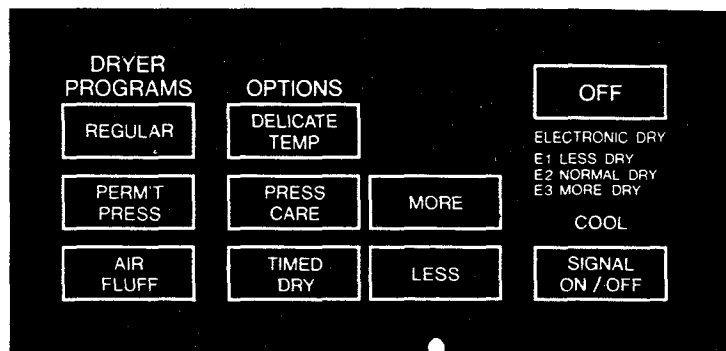 DRYER
PROGRAMS
REGULAR
PERM'T
PRESS
AIR
FLUFF
OPTIONS
DELICATE
TEMP
PRESS
CARE
TIMED
DRY
MORE
LESS
OFF
ELECTRONIC DRY
E1 LESS DRY
E2 NORMAL DRY
E3 MORE DRY
COOL
SIGNAL
ON / OFF